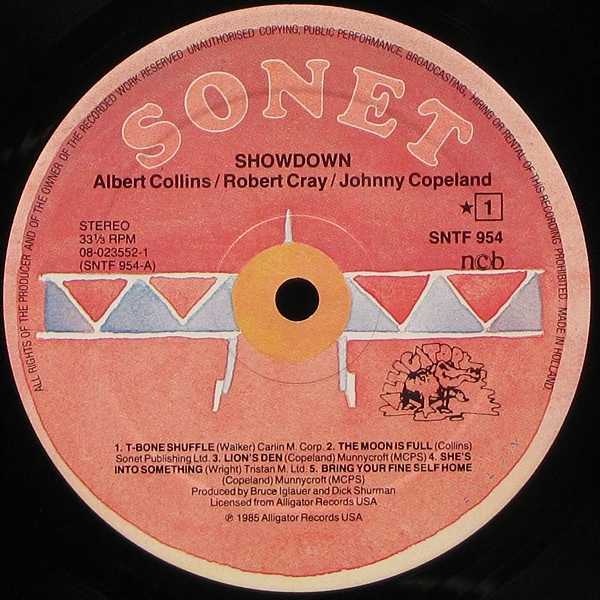 ALL RIGHTS OF THE PRODUCER AND OF THE OWNER OF THE RECORDED WORK RESERVED UNAUTHORISED COPYING, PUBLIC PERFORMANCE, BROADCASTING, HIRING OR RENTAL OF THIS RECORDING PROHIBITED. MADE IN HOLLAND
SONET
SHOWDOWN
Albert Collins / Robert Cray / Johnny Copeland
★ 1
STEREO
33⅓ RPM
08-023552-1
(SNTF 954-A)
SNTF 954
ncb
ALLIGATOR
1. T-BONE SHUFFLE (Walker) Carlin M. Corp. 2. THE MOON IS FULL (Collins)
Sonet Publishing Ltd. 3. LION'S DEN (Copeland) Munnycroft (MCPS) 4. SHE'S
INTO SOMETHING (Wright) Tristan M. Ltd. 5. BRING YOUR FINE SELF HOME
(Copeland) Munnycroft (MCPS)
Produced by Bruce Iglauer and Dick Shurman
Licensed from Alligator Records USA
℗ 1985 Alligator Records USA